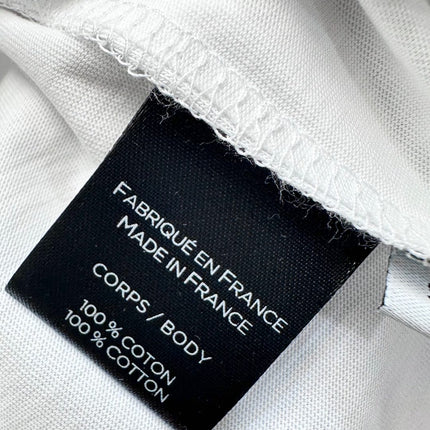 FABRIQUÉ EN FRANCE
MADE IN FRANCE
CORPS / BODY
100 % COTON
100 % COTTON